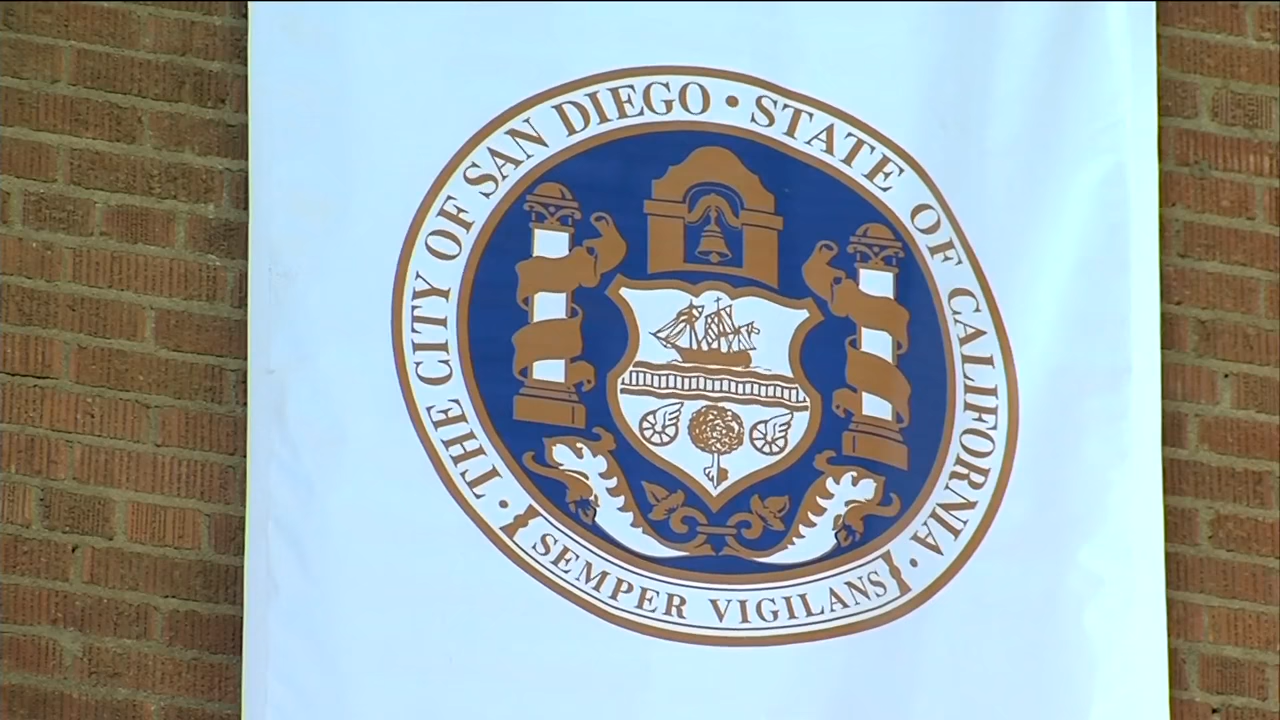 THE CITY OF SAN DIEGO • STATE OF CALIFORNIA
SEMPER VIGILANS